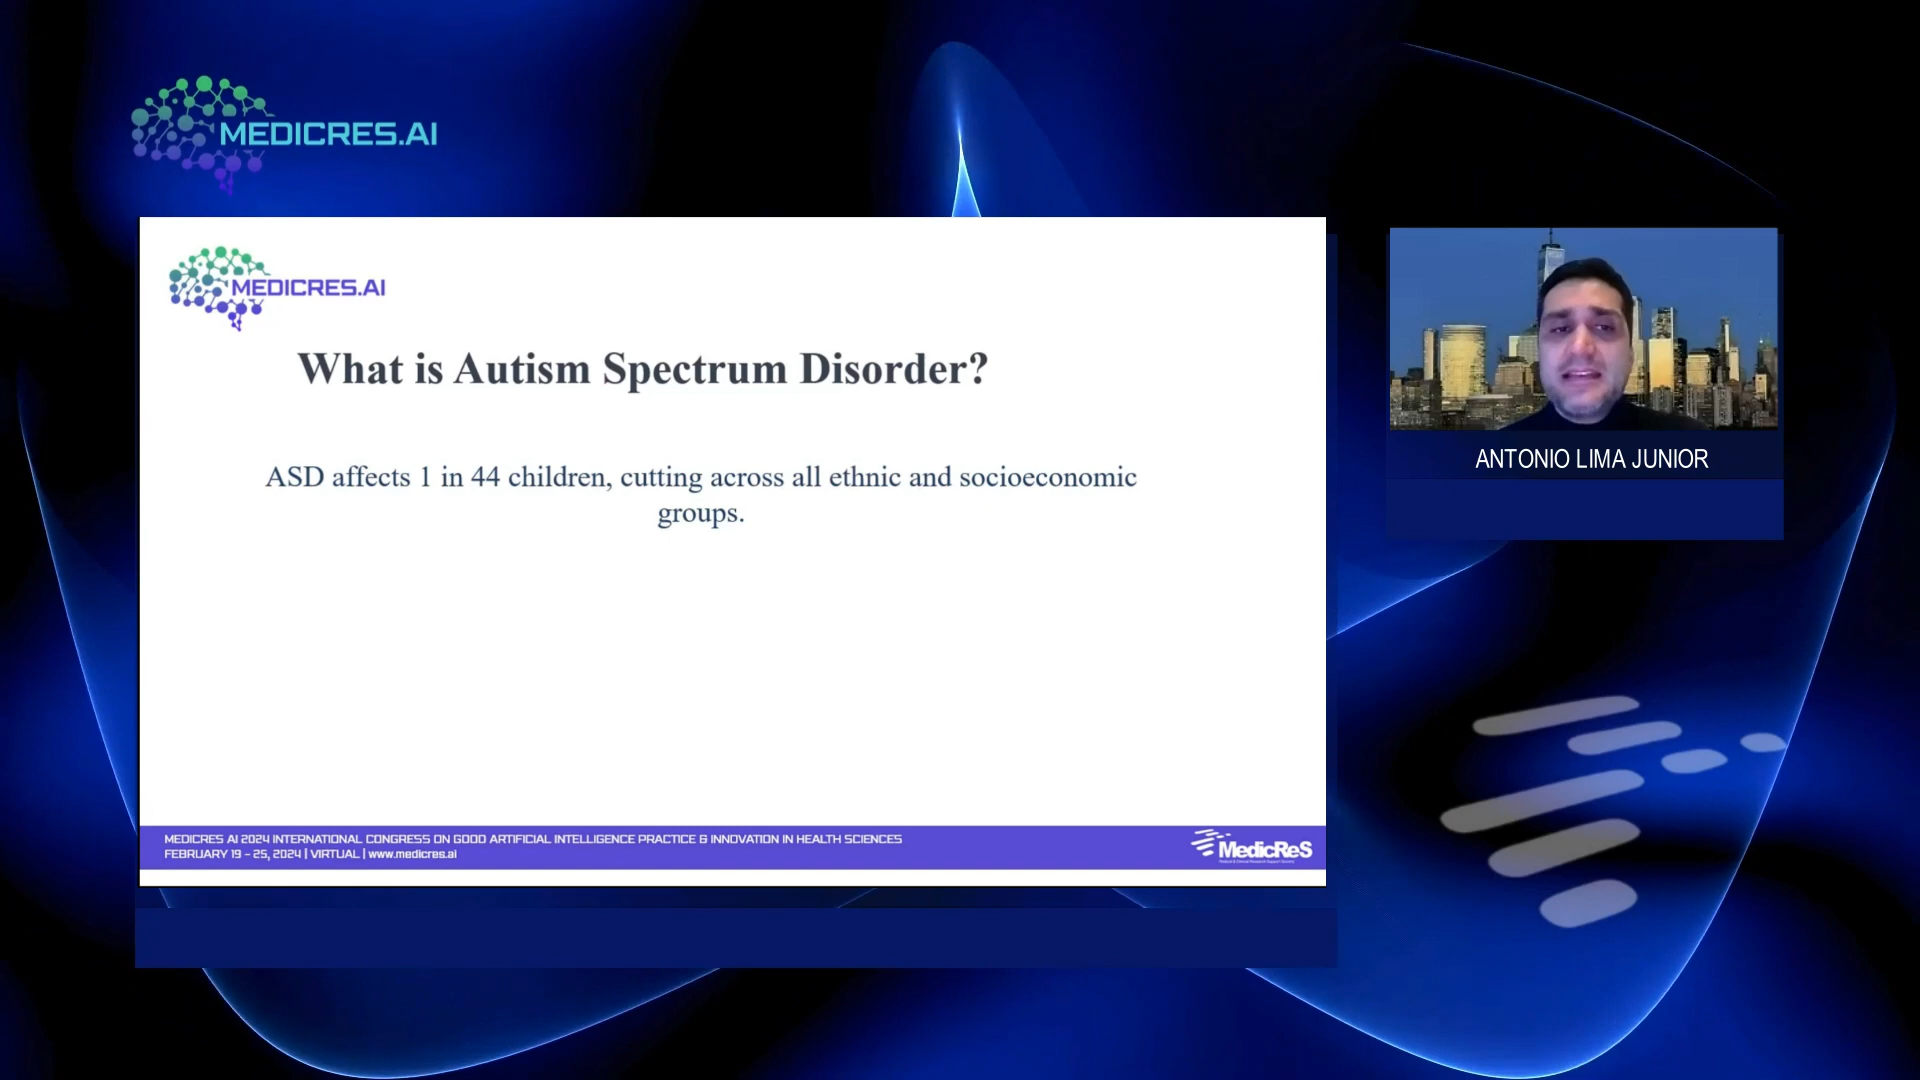 MEDICRES.AI
MEDICRES.AI
What is Autism Spectrum Disorder?
ASD affects 1 in 44 children, cutting across all ethnic and socioeconomic
groups.
ANTONIO LIMA JUNIOR
MEDICRES AI 2024 INTERNATIONAL CONGRESS ON GOOD ARTIFICIAL INTELLIGENCE PRACTICE & INNOVATION IN HEALTH SCIENCES
FEBRUARY 19 - 25, 2024 | VIRTUAL | www.medicres.ai
MedicReS